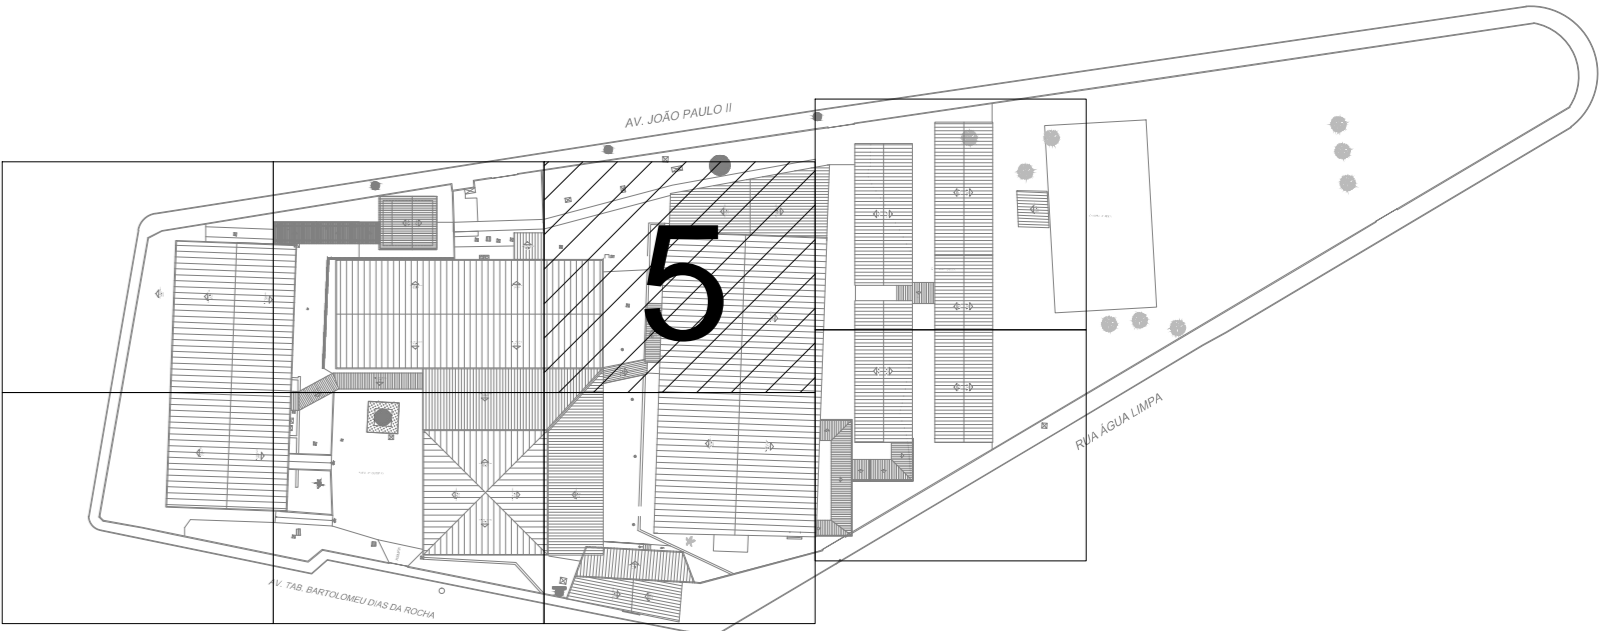 AV. JOÃO PAULO II
5
RUA ÁGUA LIMPA
AV. TAB. BARTOLOMEU DIAS DA ROCHA